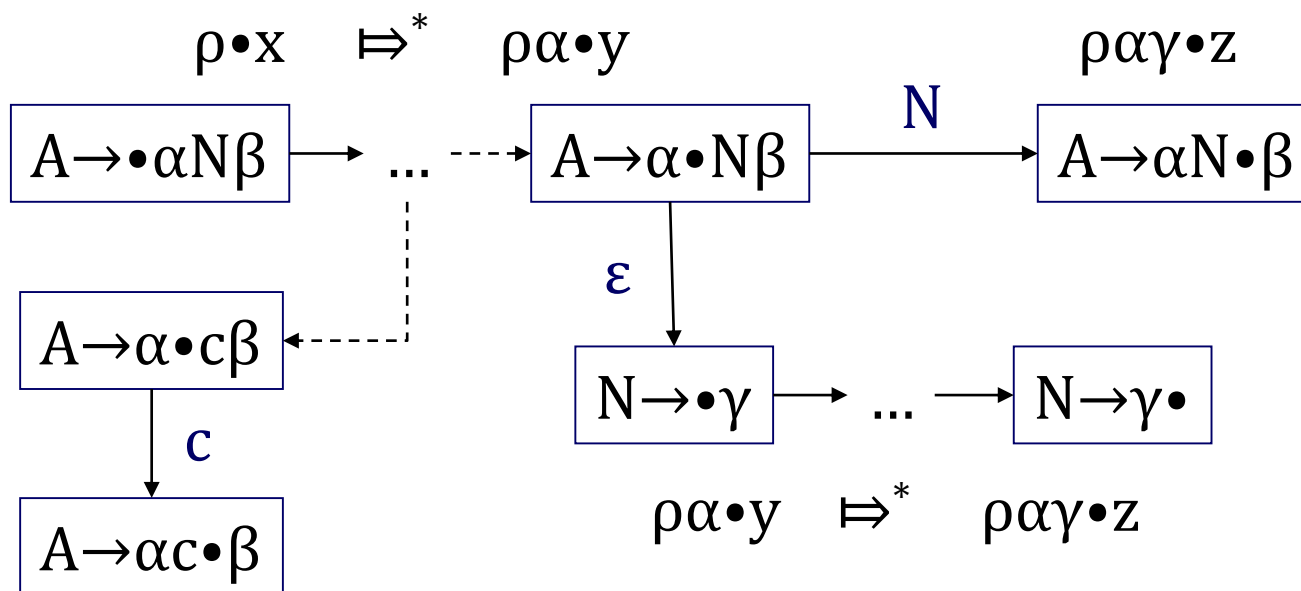 ρ•x ⤇* ρα•y ραγ•z
N
A→•αNβ ... A→α•Nβ A→αN•β
ε
A→α•cβ
N→•γ ... N→γ•
c
ρα•y ⤇* ραγ•z
A→αc•β